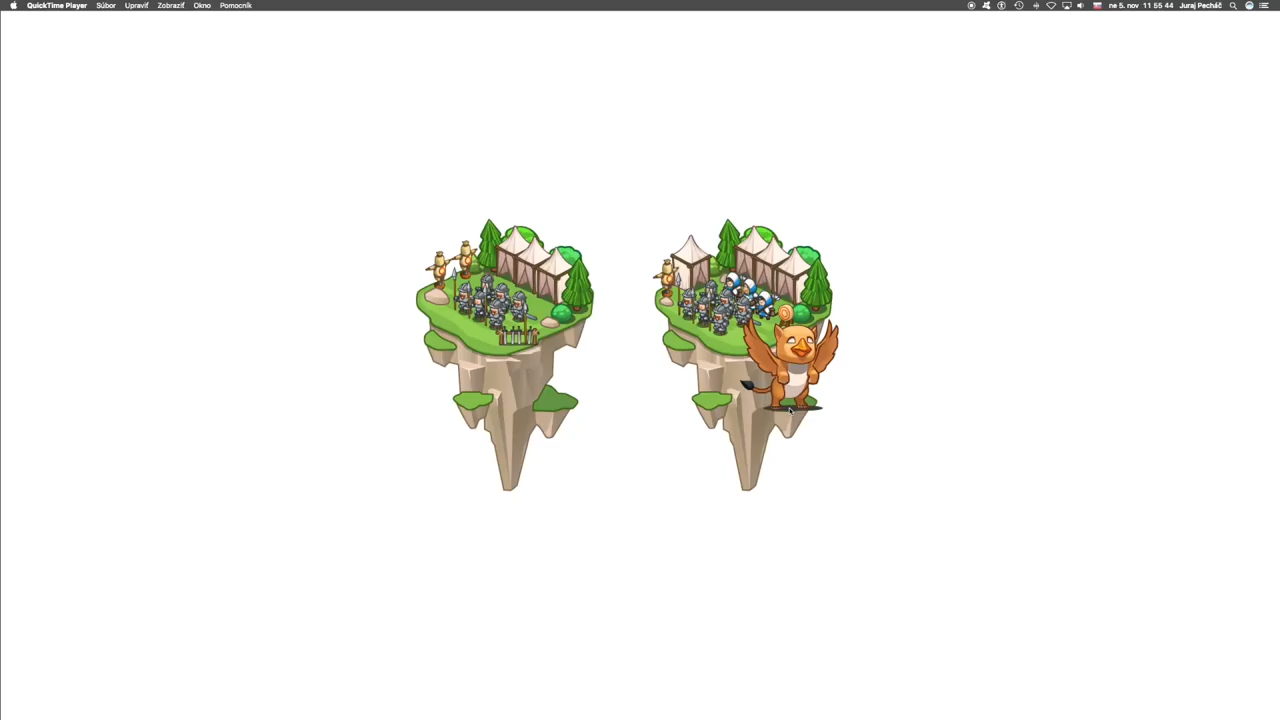 QuickTime Player Súbor Upraviť Zobraziť Okno Pomocník ne 5. nov 11 55 44 Juraj Pecháč